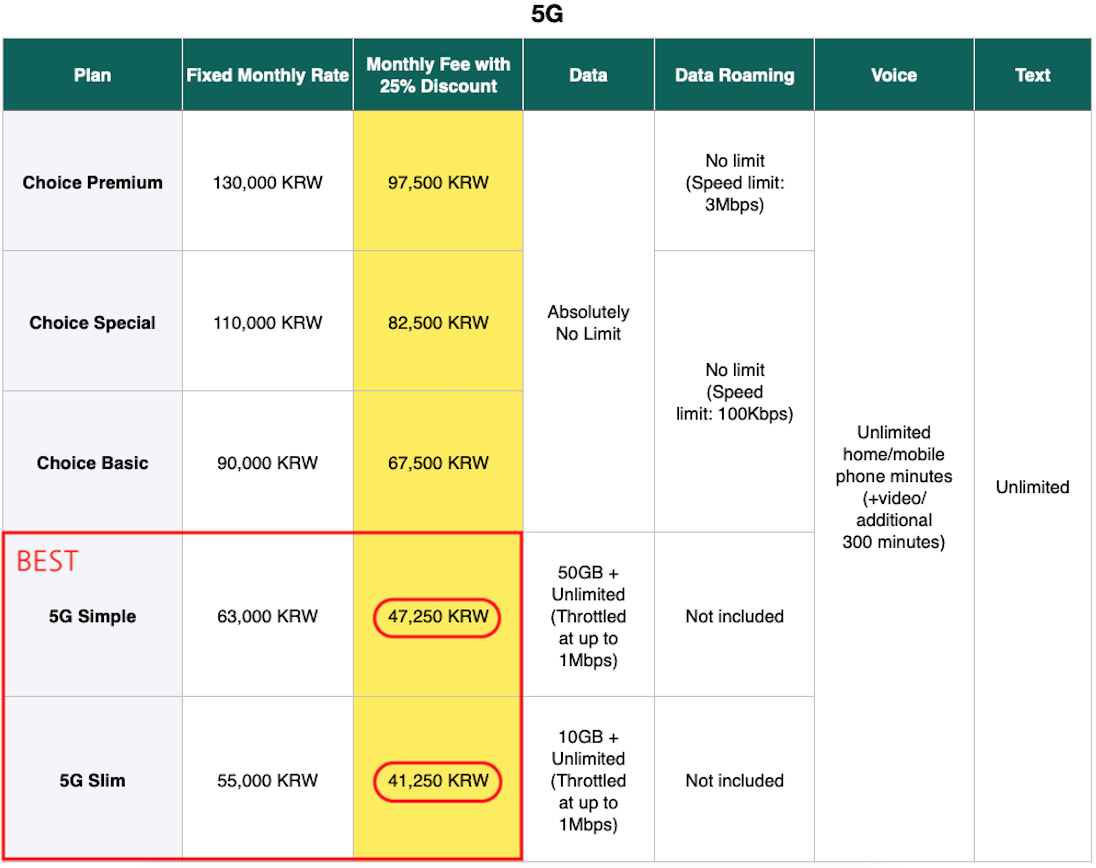 5G
Plan
Fixed Monthly Rate
Monthly Fee with
25% Discount
Data
Data Roaming
Voice
Text
Choice Premium
130,000 KRW
97,500 KRW
Absolutely
No Limit
No limit
(Speed limit:
3Mbps)
Unlimited
home/mobile
phone minutes
(+video/
additional
300 minutes)
Unlimited
Choice Special
110,000 KRW
82,500 KRW
No limit
(Speed
limit: 100Kbps)
Choice Basic
90,000 KRW
67,500 KRW
BEST
5G Simple
63,000 KRW
47,250 KRW
50GB +
Unlimited
(Throttled
at up to
1Mbps)
Not included
5G Slim
55,000 KRW
41,250 KRW
10GB +
Unlimited
(Throttled
at up to
1Mbps)
Not included